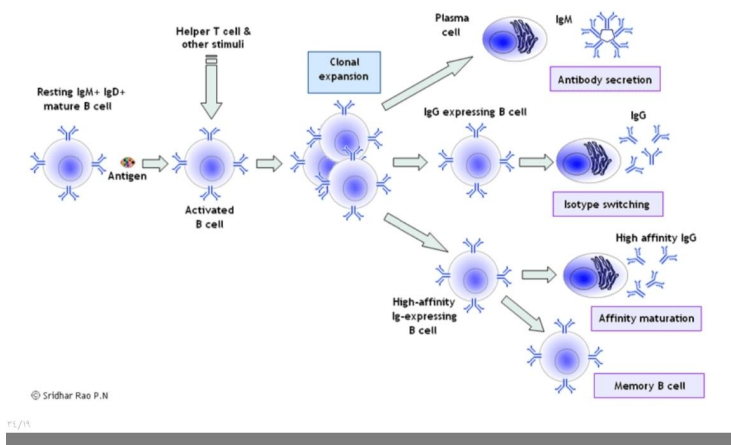 Helper T cell &
other stimuli
Plasma
cell
IgM
Clonal
expansion
Antibody secretion
Resting IgM+ IgD+
mature B cell
Antigen
Activated
B cell
IgG expressing B cell
IgG
Isotype switching
High-affinity
Ig-expressing
B cell
High affinity IgG
Affinity maturation
Memory B cell
© Sridhar Rao P.N
٢٤/١٩